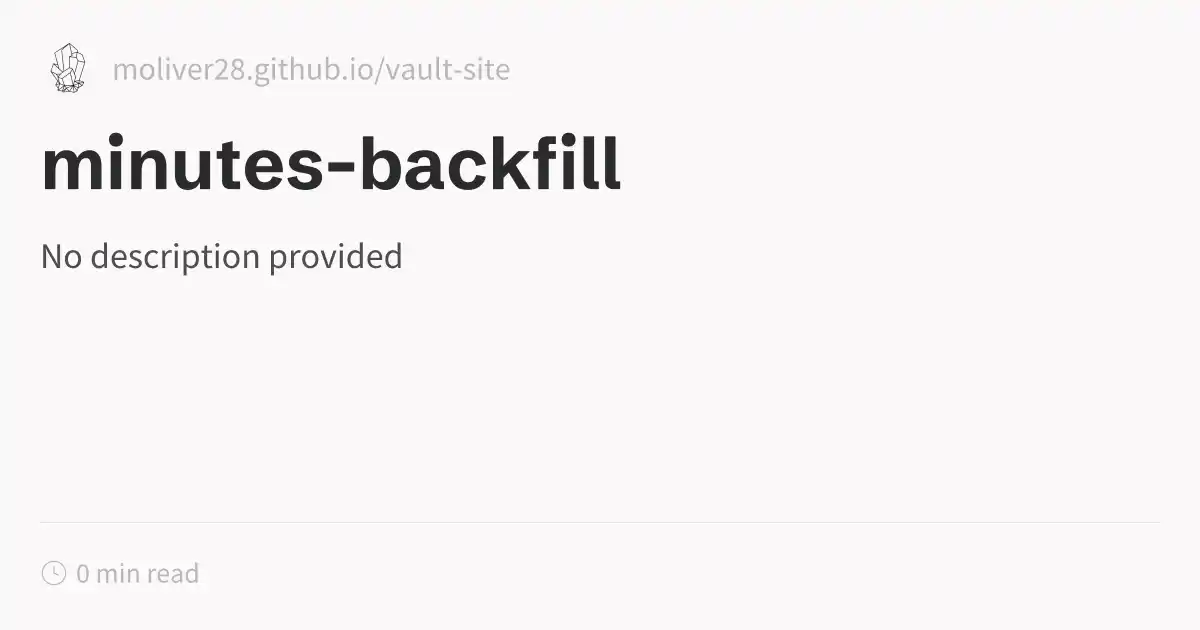 moliver28.github.io/vault-site
minutes-backfill
No description provided
0 min read